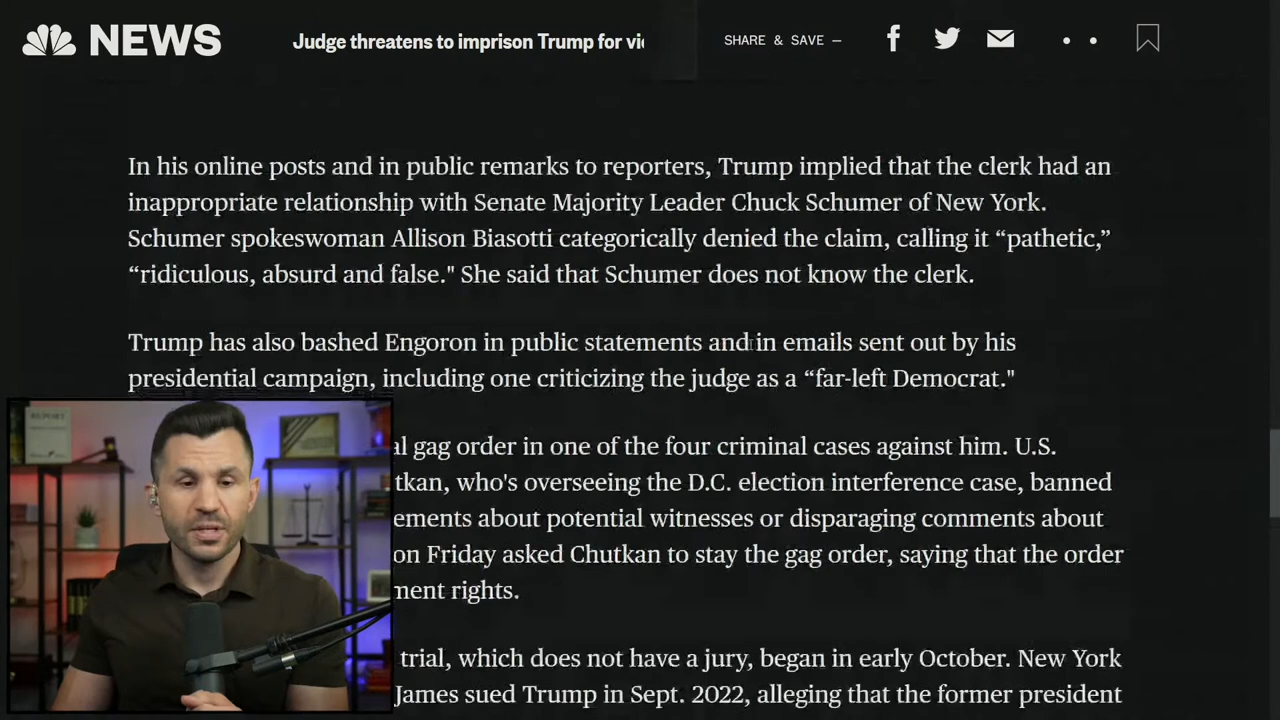 NEWS
Judge threatens to imprison Trump for
SHARE & SAVE —
In his online posts and in public remarks to reporters, Trump implied that the clerk had an
inappropriate relationship with Senate Majority Leader Chuck Schumer of New York.
Schumer spokeswoman Allison Biasotti categorically denied the claim, calling it “pathetic,”
“ridiculous, absurd and false." She said that Schumer does not know the clerk.
Trump has also bashed Engoron in public statements and in emails sent out by his
presidential campaign, including one criticizing the judge as a “far-left Democrat."
gag order in one of the four criminal cases against him. U.S.
who's overseeing the D.C. election interference case, banned
about potential witnesses or disparaging comments about
on Friday asked Chutkan to stay the gag order, saying that the order
rights.
trial, which does not have a jury, began in early October. New York
James sued Trump in Sept. 2022, alleging that the former president